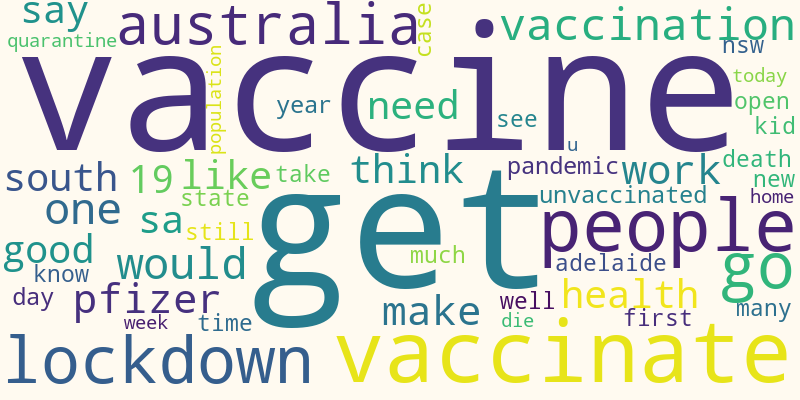 say
australia
case
vaccination
quarantine
nsw
vaccine
population
today
year
need
see
open
kid
u
south
19
like
take
think
pandemic
work
death
new
state
unvaccinated
home
one
sa
still
get
people
good
know
would
much
adelaide
go
day
pfizer
make
well
health
many
week
time
die
first
lockdown
vaccinate